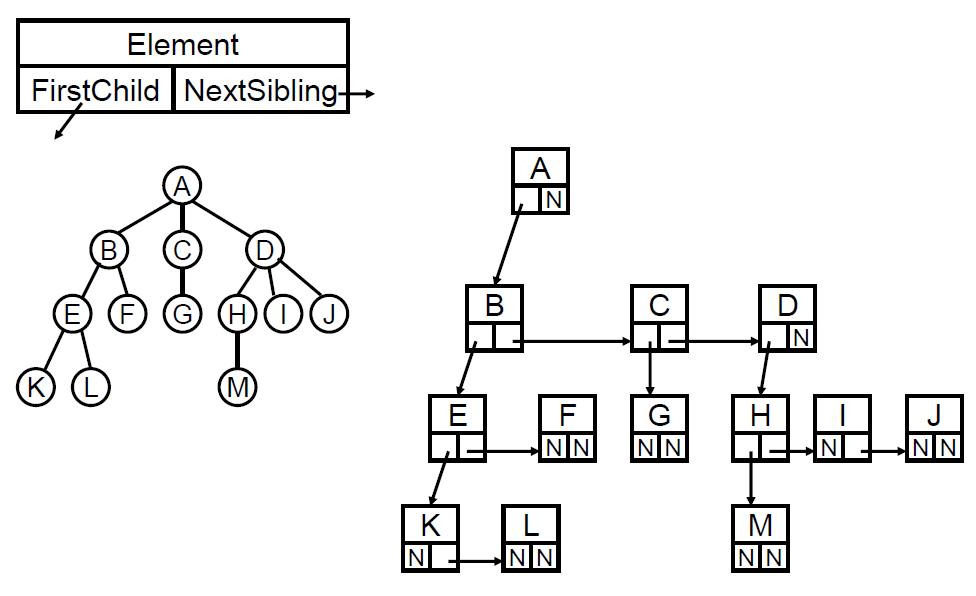 Element
FirstChild NextSibling
A
B C D
E F G H I J
K L M
A
N
B C D
N
E F G H I J
N N N N N N N
K L M
N N N N N